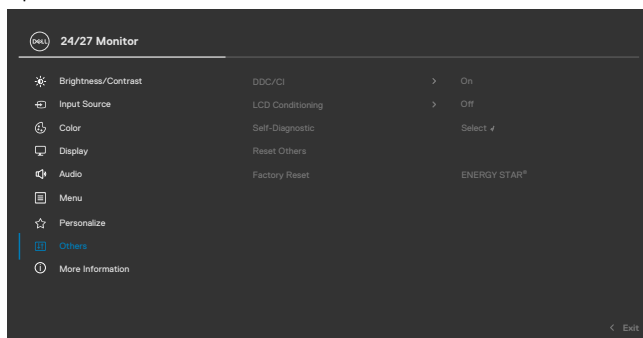 DELL
24/27 Monitor
Brightness/Contrast DDC/CI > On
Input Source LCD Conditioning > Off
Color Self-Diagnostic Select ↲
Display Reset Others
Audio Factory Reset ENERGY STAR®
Menu
Personalize
Others
More Information
< Exit